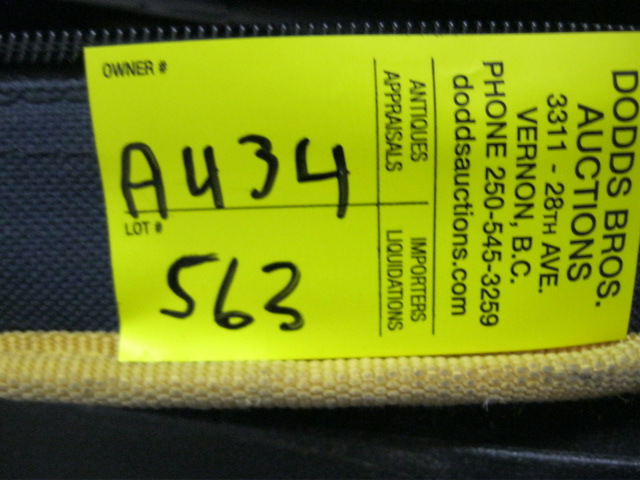 OWNER #
A434
LOT #
563
ANTIQUES
APPRAISALS
IMPORTERS
LIQUIDATIONS
DODDS BROS.
AUCTIONS
3311 - 28TH AVE.
VERNON, B.C.
PHONE 250-545-3259
doddsauctions.com